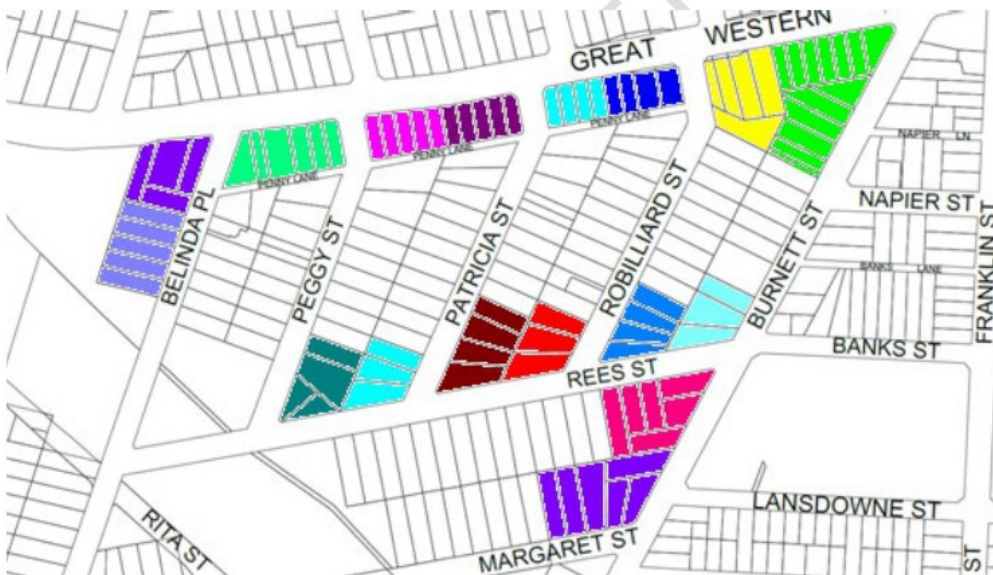 GREAT WESTERN
PENNY LANE
PENNY LANE
PENNY LANE
NAPIER LN
NAPIER ST
BELINDA PL
PEGGY ST
PATRICIA ST
ROBILLIARD ST
BURNETT ST
FRANKLIN ST
BANKS LANE
BANKS ST
REES ST
LANSDOWNE ST
RITA ST
MARGARET ST
ST